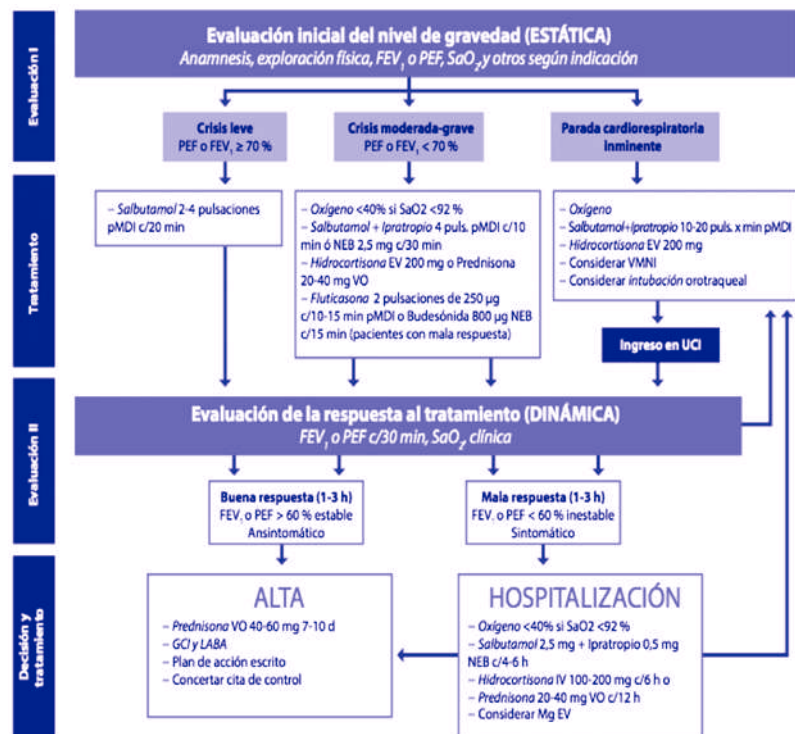 Evaluación I
Evaluación inicial del nivel de gravedad (ESTÁTICA)
Anamnesis, exploración física, FEV₁ o PEF, SaO₂, y otros según indicación
Crisis leve
PEF o FEV₁ ≥ 70 %
Crisis moderada-grave
PEF o FEV₁ < 70 %
Parada cardiorespiratoria
inminente
Tratamiento
– Salbutamol 2-4 pulsaciones
pMDI c/20 min
– Oxígeno <40% si SaO2 <92 %
– Salbutamol + Ipratropio 4 puls. pMDI c/10
min ó NEB 2,5 mg c/30 min
– Hidrocortisona EV 200 mg o Prednisona
20-40 mg VO
– Fluticasona 2 pulsaciones de 250 µg
c/10-15 min pMDI o Budesónida 800 µg NEB
c/15 min (pacientes con mala respuesta)
– Oxígeno
– Salbutamol+Ipratropio 10-20 puls. x min pMDI
– Hidrocortisona EV 200 mg
– Considerar VMNI
– Considerar intubación orotraqueal
Ingreso en UCI
Evaluación II
Evaluación de la respuesta al tratamiento (DINÁMICA)
FEV₁ o PEF c/30 min, SaO₂, clínica
Buena respuesta (1-3 h)
FEV₁ o PEF > 60 % estable
Ansintomático
Mala respuesta (1-3 h)
FEV₁ o PEF < 60 % inestable
Sintomático
Decisión y
tratamiento
ALTA
– Prednisona VO 40-60 mg 7-10 d
– GCI y LABA
– Plan de acción escrito
– Concertar cita de control
HOSPITALIZACIÓN
– Oxígeno <40% si SaO2 <92 %
– Salbutamol 2,5 mg + Ipratropio 0,5 mg
NEB c/4-6 h
– Hidrocortisona IV 100-200 mg c/6 h o
– Prednisona 20-40 mg VO c/12 h
– Considerar Mg EV